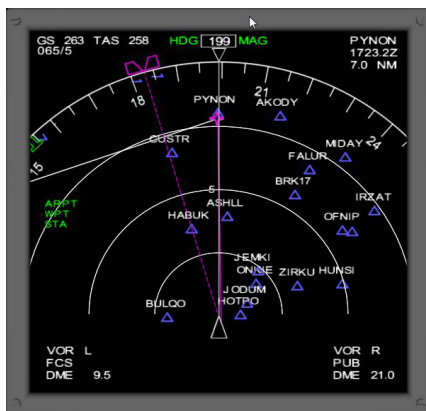 GS 263 TAS 258 HDG 199 MAG PYNON
065/5 1723.2Z
7.0 NM
21
18
PYNON AKODY
24
CUSTR MIDAY
FALUR
15
BRK17
5
IRZAT
ARPT
WPT
STA
ASHLL
HABUK OFNIP
JEMKI
ZIRKU HUNSI
JODUM
BULQO HOTPO
VOR L VOR R
FCS PUB
DME 9.5 DME 21.0